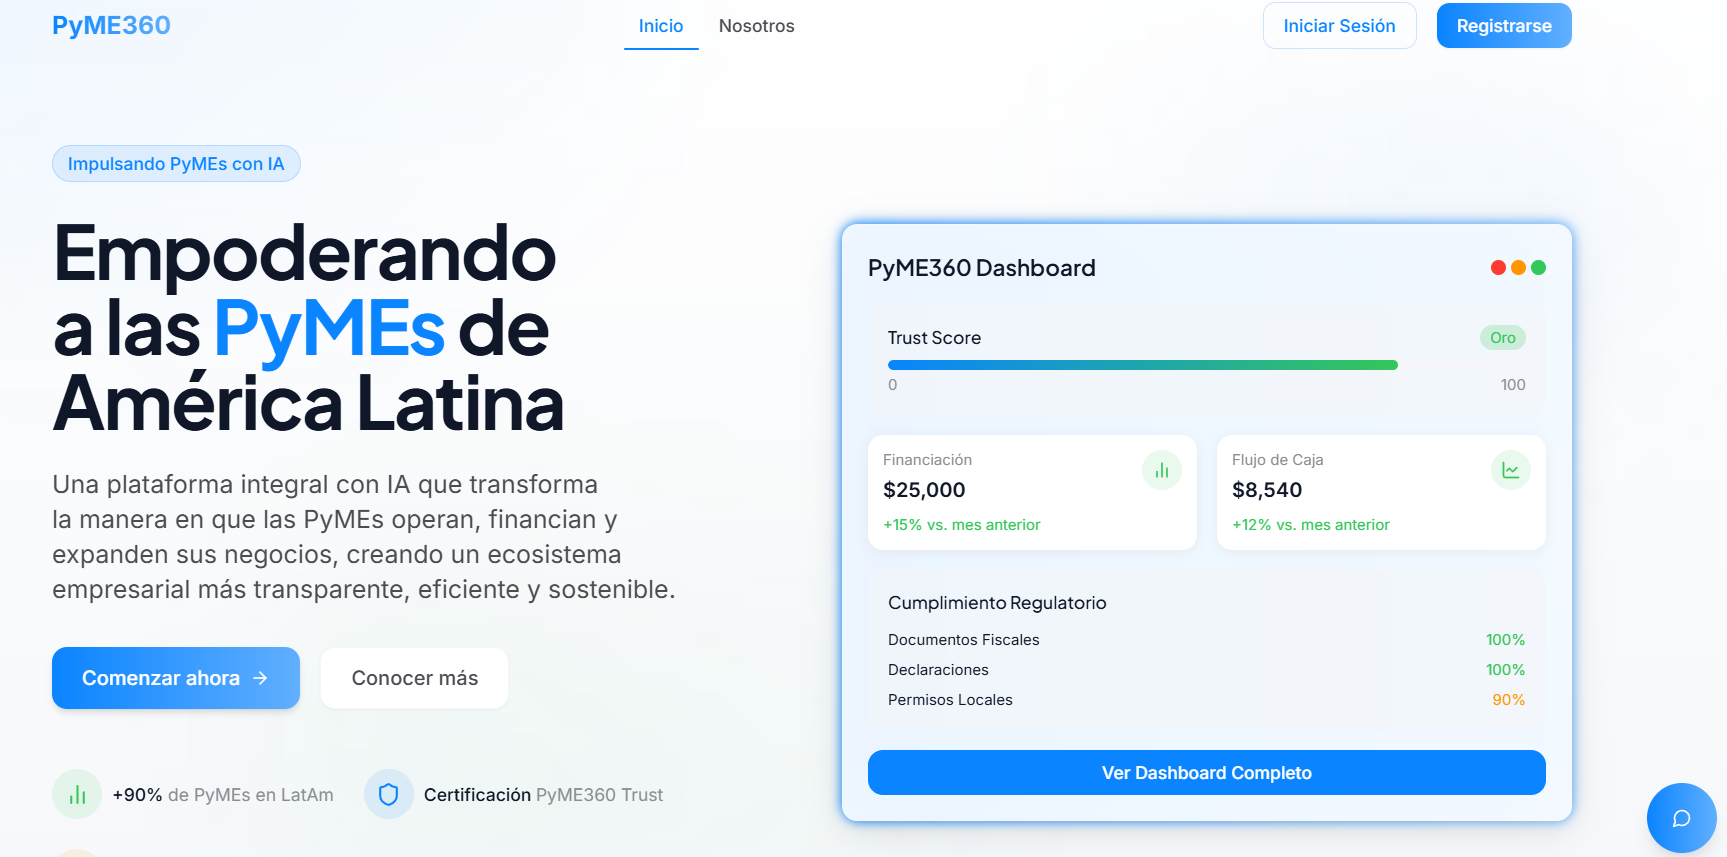 PyME360
Inicio
Nosotros
Iniciar Sesión
Registrarse
Impulsando PyMEs con IA
Empoderando
a las PyMEs de
América Latina
Una plataforma integral con IA que transforma
la manera en que las PyMEs operan, financian y
expanden sus negocios, creando un ecosistema
empresarial más transparente, eficiente y sostenible.
Comenzar ahora
Conocer más
+90% de PyMEs en LatAm
Certificación PyME360 Trust
PyME360 Dashboard
Trust Score
Oro
0
100
Financiación
$25,000
+15% vs. mes anterior
Flujo de Caja
$8,540
+12% vs. mes anterior
Cumplimiento Regulatorio
Documentos Fiscales 100%
Declaraciones 100%
Permisos Locales 90%
Ver Dashboard Completo